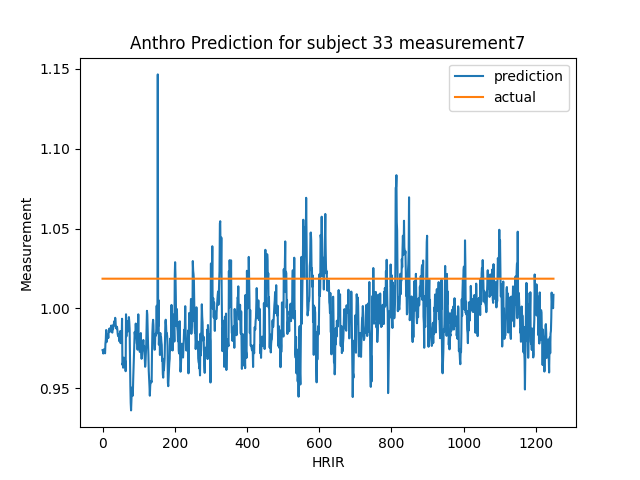 Anthro Prediction for subject 33 measurement7
prediction
actual
1.15
1.10
1.05
1.00
0.95
Measurement
0
200
400
600
800
1000
1200
HRIR